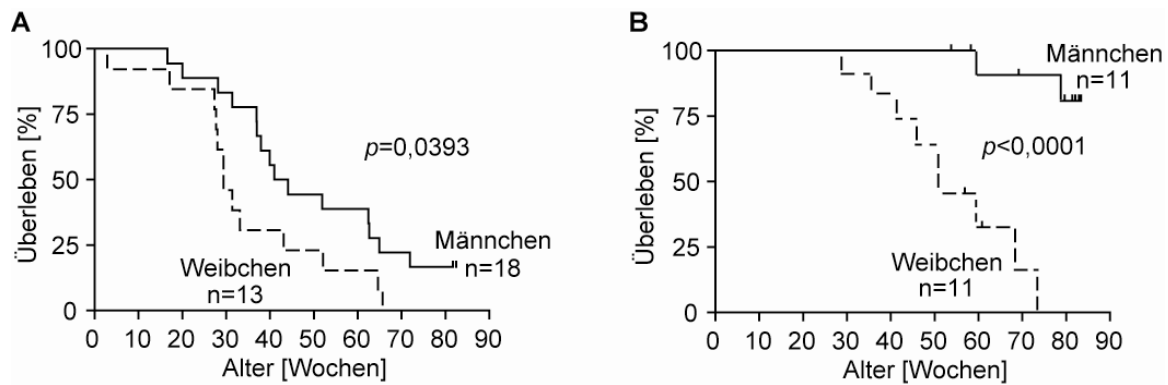 A
Überleben [%]
100
75
50
25
0
p=0,0393
Männchen
n=18
Weibchen
n=13
0 10 20 30 40 50 60 70 80 90
Alter [Wochen]
B
Überleben [%]
100
75
50
25
0
Männchen
n=11
p<0,0001
Weibchen
n=11
0 10 20 30 40 50 60 70 80 90
Alter [Wochen]